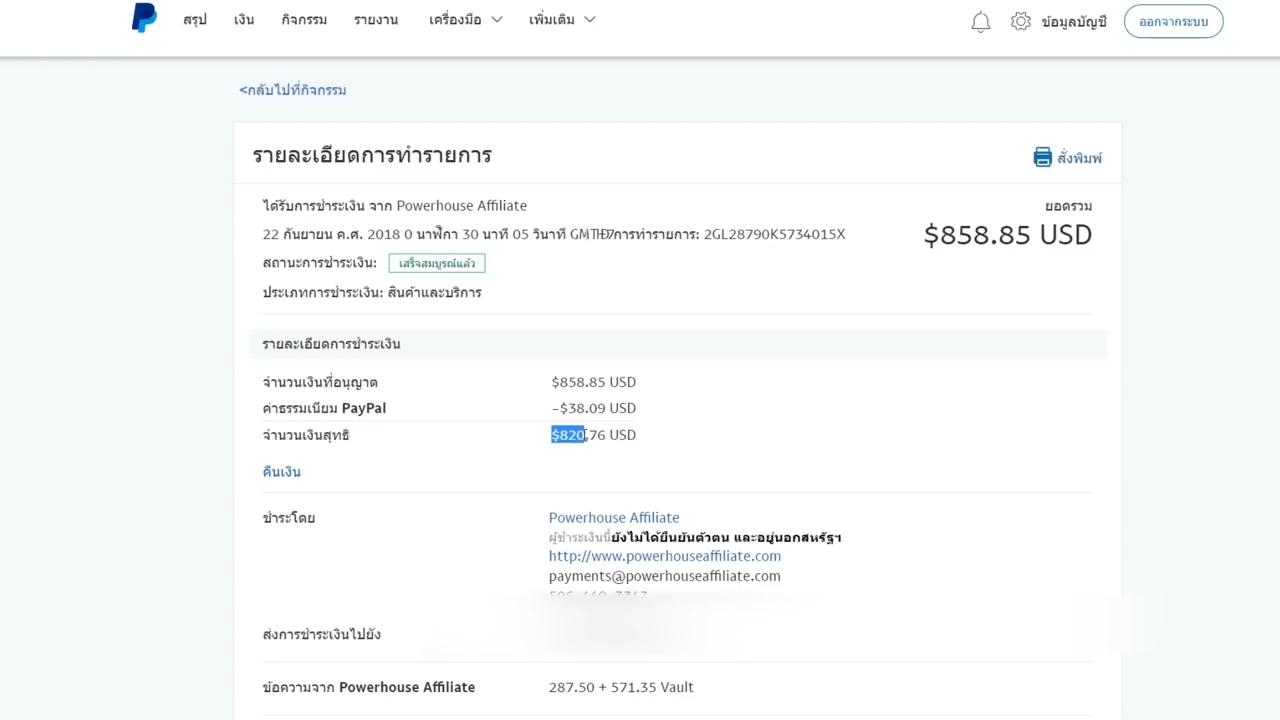 สรุป เงิน กิจกรรม รายงาน เครื่องมือ เพิ่มเติม ข้อมูลบัญชี ออกจากระบบ
<กลับไปที่กิจกรรม
รายละเอียดการทำรายการ สั่งพิมพ์
ได้รับการชำระเงิน จาก Powerhouse Affiliate ยอดรวม
22 กันยายน ค.ศ. 2018 0 นาฬิกา 30 นาที 05 วินาที การทำรายการ: 2GL28790K5734015X $858.85 USD
สถานะการชำระเงิน: เสร็จสมบูรณ์แล้ว
ประเภทการชำระเงิน: สินค้าและบริการ
รายละเอียดการชำระเงิน
จำนวนเงินที่อนุญาต $858.85 USD
ค่าธรรมเนียม PayPal -$38.09 USD
จำนวนเงินสุทธิ $820.76 USD
คืนเงิน
ชำระโดย Powerhouse Affiliate
ผู้ชำระเงินนี้ยังไม่ได้ยืนยันตัวตน และอยู่นอกสหรัฐฯ
http://www.powerhouseaffiliate.com
payments@powerhouseaffiliate.com
ส่งการชำระเงินไปยัง
ข้อความจาก Powerhouse Affiliate 287.50 + 571.35 Vault